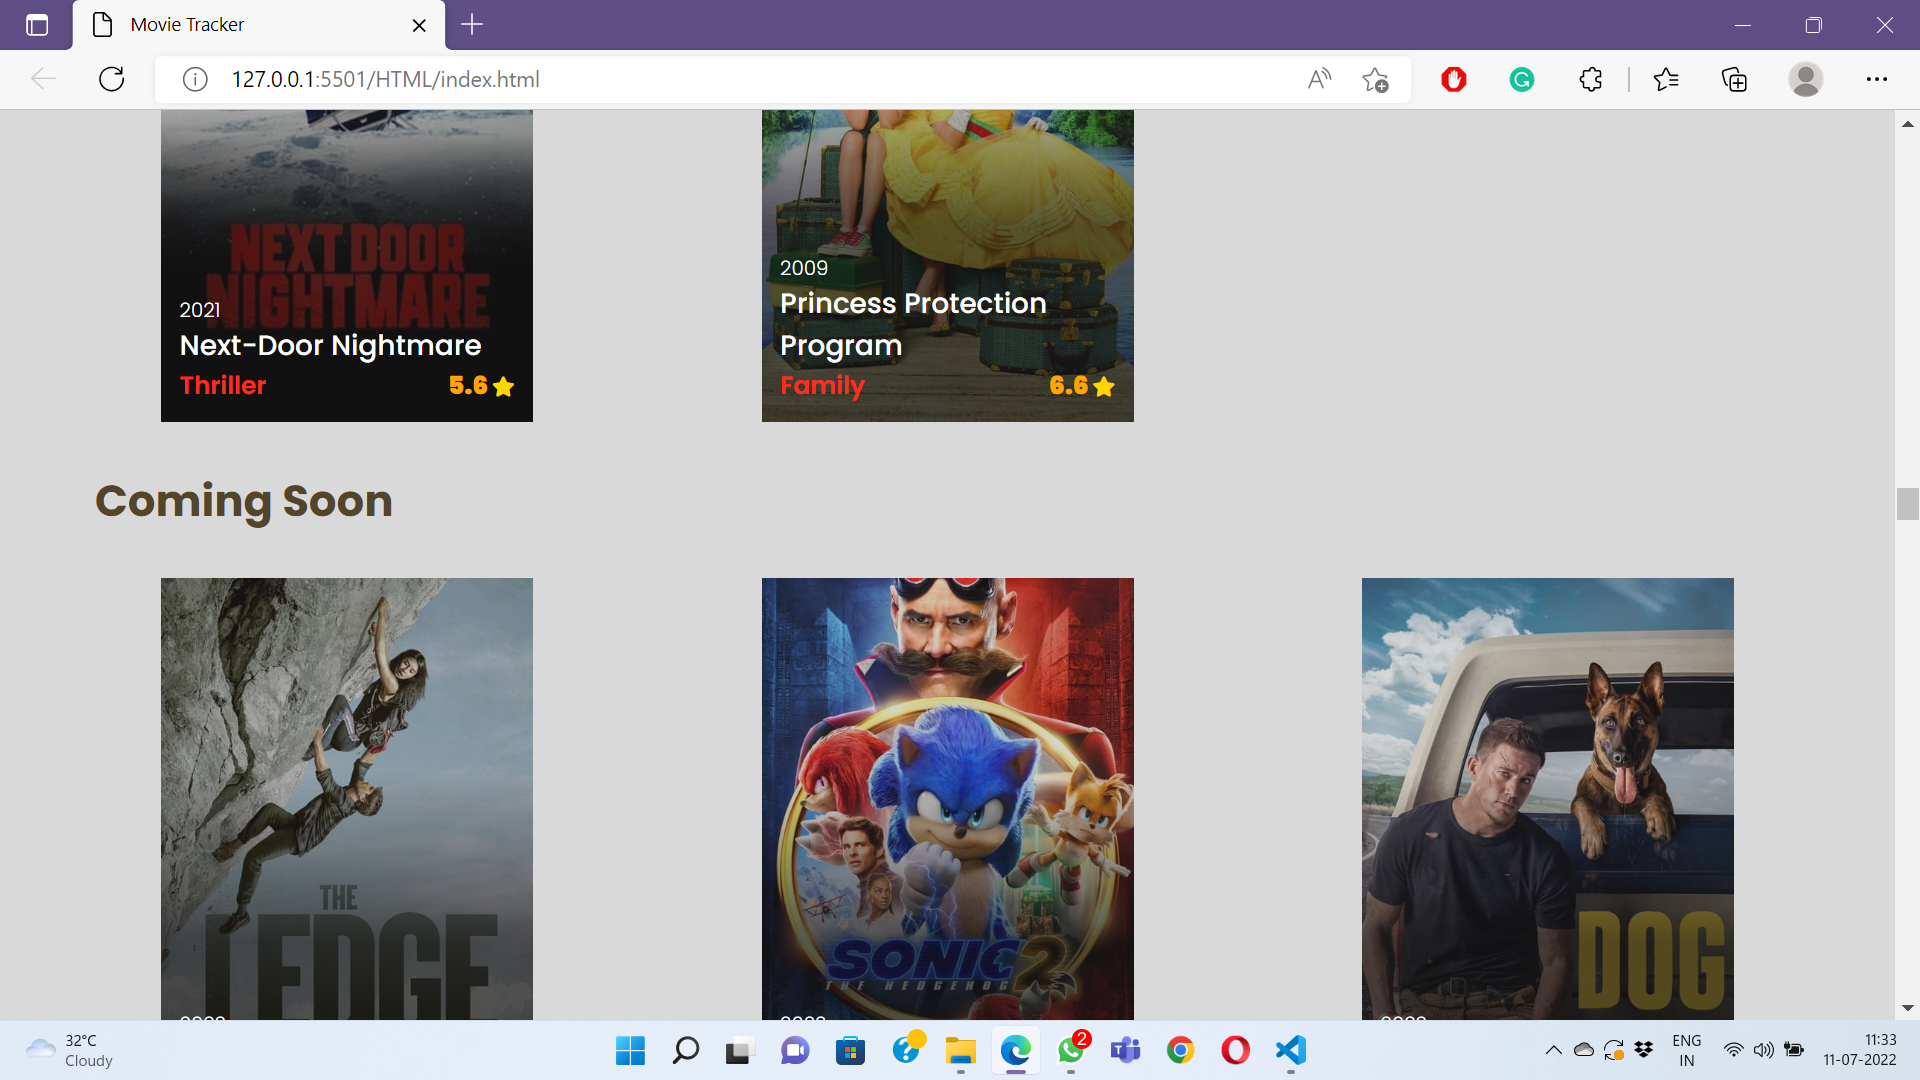 Movie Tracker
127.0.0.1:5501/HTML/index.html
NEXT DOOR
NIGHTMARE
2021
Next-Door Nightmare
Thriller 5.6
2009
Princess Protection
Program
Family 6.6
Coming Soon
THE
LEDGE
SONIC 2
THE HEDGEHOG
DOG
32°C
Cloudy
2
ENG
IN
11:33
11-07-2022